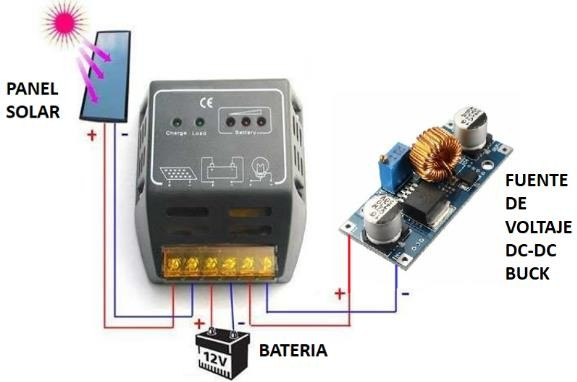 PANEL
SOLAR
+
-
CE
Charge Load Battery
FUENTE
DE
VOLTAJE
DC-DC
BUCK
+
-
+
-
12V
BATERIA